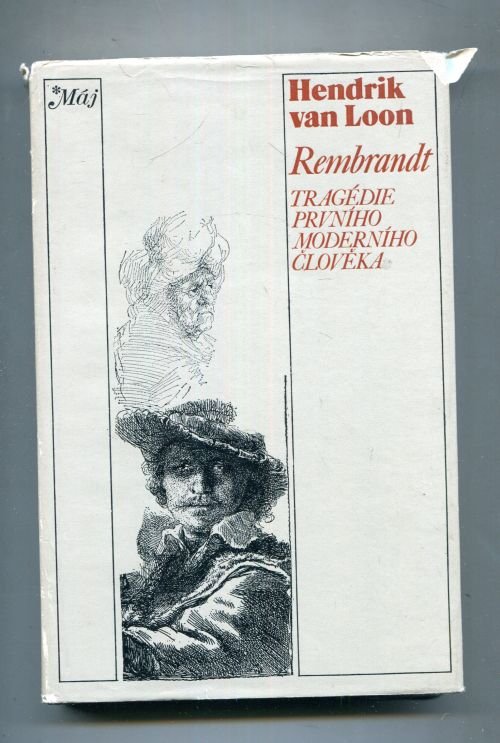 *Máj
Hendrik
van Loon
Rembrandt
TRAGÉDIE
PRVNÍHO
MODERNÍHO
ČLOVĚKA